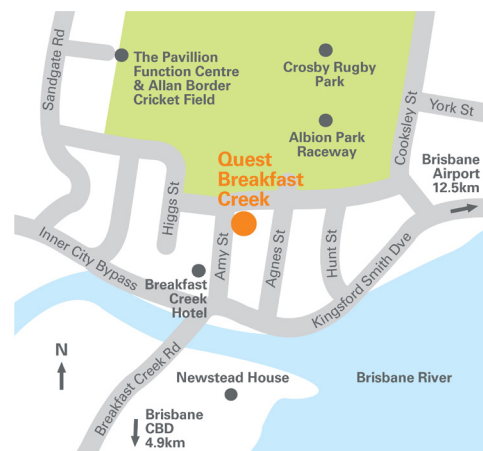 Sandgate Rd
The Pavillion
Function Centre
& Allan Border
Cricket Field
Crosby Rugby
Park
Albion Park
Raceway
Cooksley St
York St
Brisbane
Airport
12.5km
Quest
Breakfast
Creek
Higgs St
Amy St
Agnes St
Hunt St
Kingsford Smith Dve
Inner City Bypass
Breakfast
Creek
Hotel
Breakfast Creek Rd
N
Newstead House
Brisbane River
Brisbane
CBD
4.9km